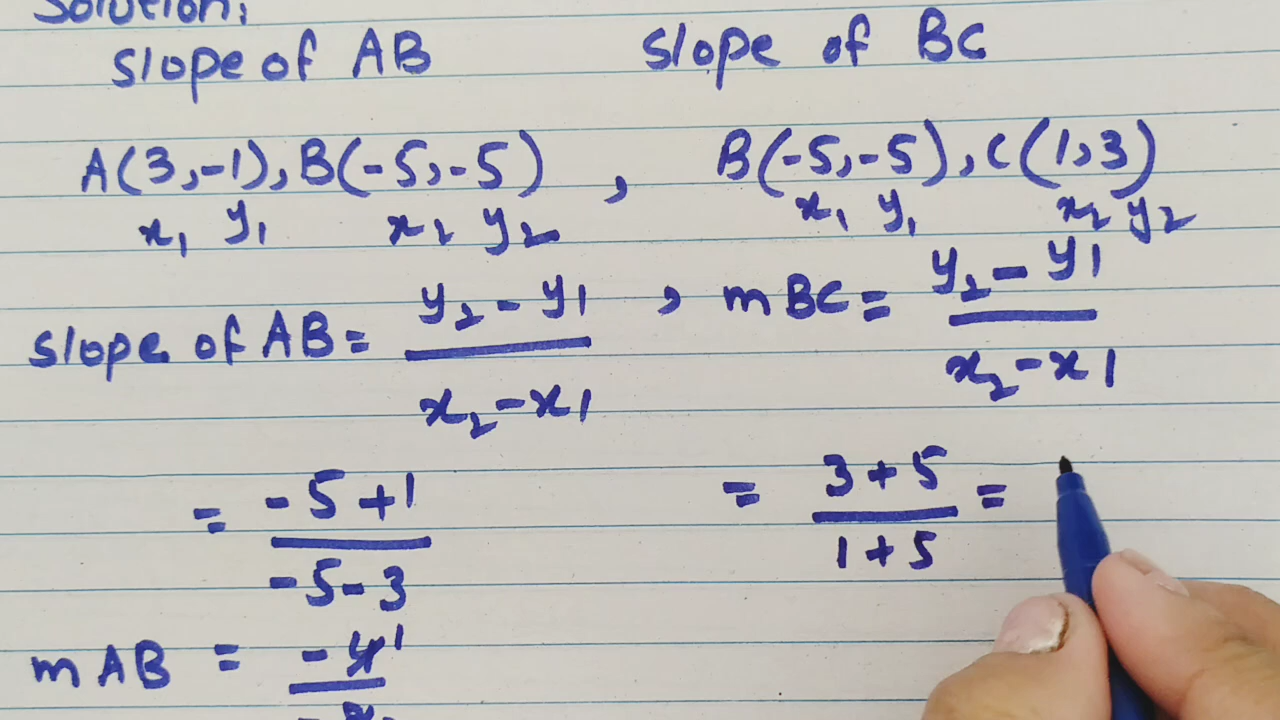 Solution:
slope of AB slope of BC
A(3,-1), B(-5,-5) , B(-5,-5), C(1,3)
x₁ y₁ x₂ y₂ x₁ y₁ x₂ y₂
slope of AB = y₂ - y1 , mBC = y₂ - y1
x₂ - x1 x₂ - x1
= -5 + 1 = 3 + 5 =
-5 - 3 1 + 5
mAB = -4 1